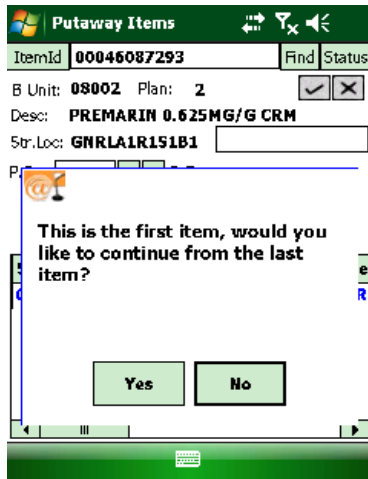 Putaway Items
ItemId 00046087293 Find Status
B Unit: 08002 Plan: 2
Desc: PREMARIN 0.625MG/G CRM
Str.Loc: GNRLA1R1S1B1
This is the first item, would you
like to continue from the last
item?
Yes No